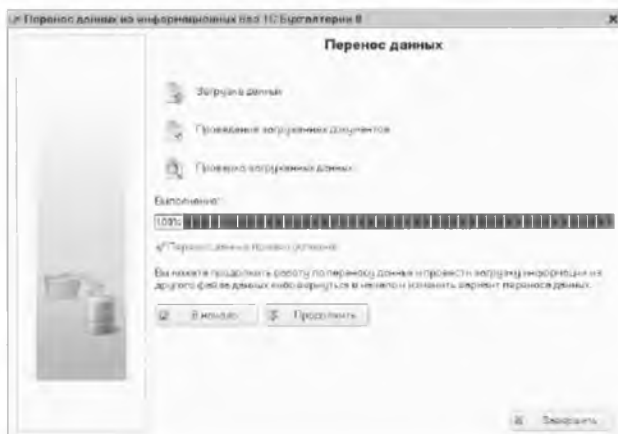 Перенос данных из информационных баз 1С Бухгалтерии 8
Перенос данных
Загрузка данных
Проведение загруженных документов
Проверка загруженных данных
Выполнение:
100%
Перенос данных прошел успешно
Вы можете продолжить работу по переносу данных и провести загрузку информации из
другого файла данных либо вернуться в начало и изменить вариант переноса данных.
В начало
Продолжить
Завершить